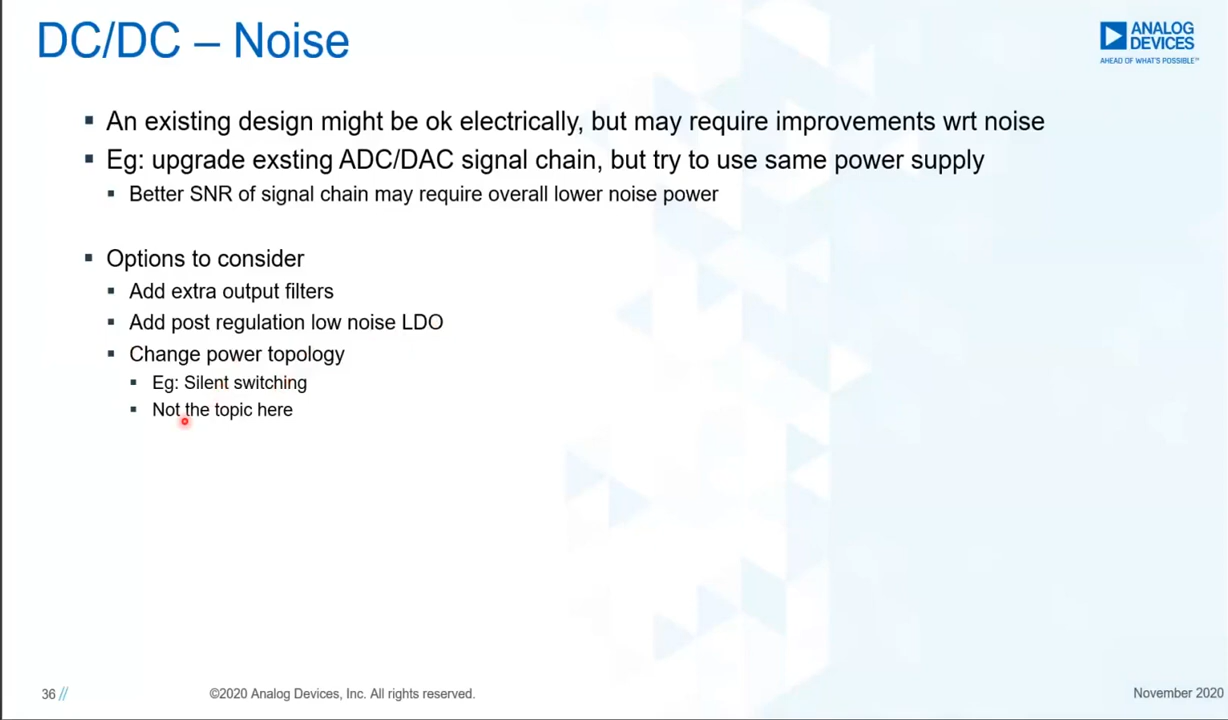 DC/DC – Noise
ANALOG
DEVICES
AHEAD OF WHAT'S POSSIBLE™
An existing design might be ok electrically, but may require improvements wrt noise
Eg: upgrade exsting ADC/DAC signal chain, but try to use same power supply
Better SNR of signal chain may require overall lower noise power
Options to consider
Add extra output filters
Add post regulation low noise LDO
Change power topology
Eg: Silent switching
Not the topic here
36 //
©2020 Analog Devices, Inc. All rights reserved.
November 2020